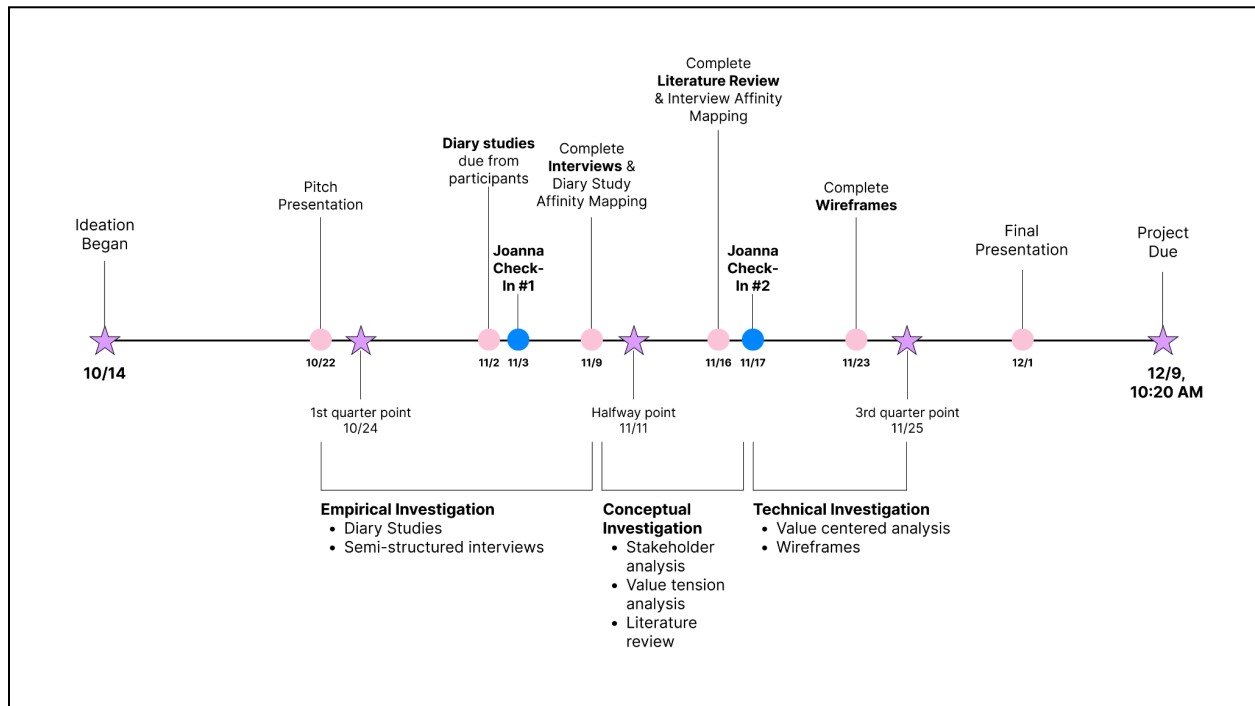 Complete
Literature Review
& Interview Affinity
Mapping
Diary studies
due from
participants
Complete
Interviews &
Diary Study
Affinity Mapping
Pitch
Presentation
Complete
Wireframes
Ideation
Began
Final
Presentation
Project
Due
Joanna
Check-
In #1
Joanna
Check-
In #2
10/14
10/22
11/2
11/3
11/9
11/16
11/17
11/23
12/1
12/9,
10:20 AM
1st quarter point
10/24
Halfway point
11/11
3rd quarter point
11/25
Empirical Investigation
• Diary Studies
• Semi-structured interviews
Conceptual
Investigation
• Stakeholder
analysis
• Value tension
analysis
• Literature
review
Technical Investigation
• Value centered analysis
• Wireframes